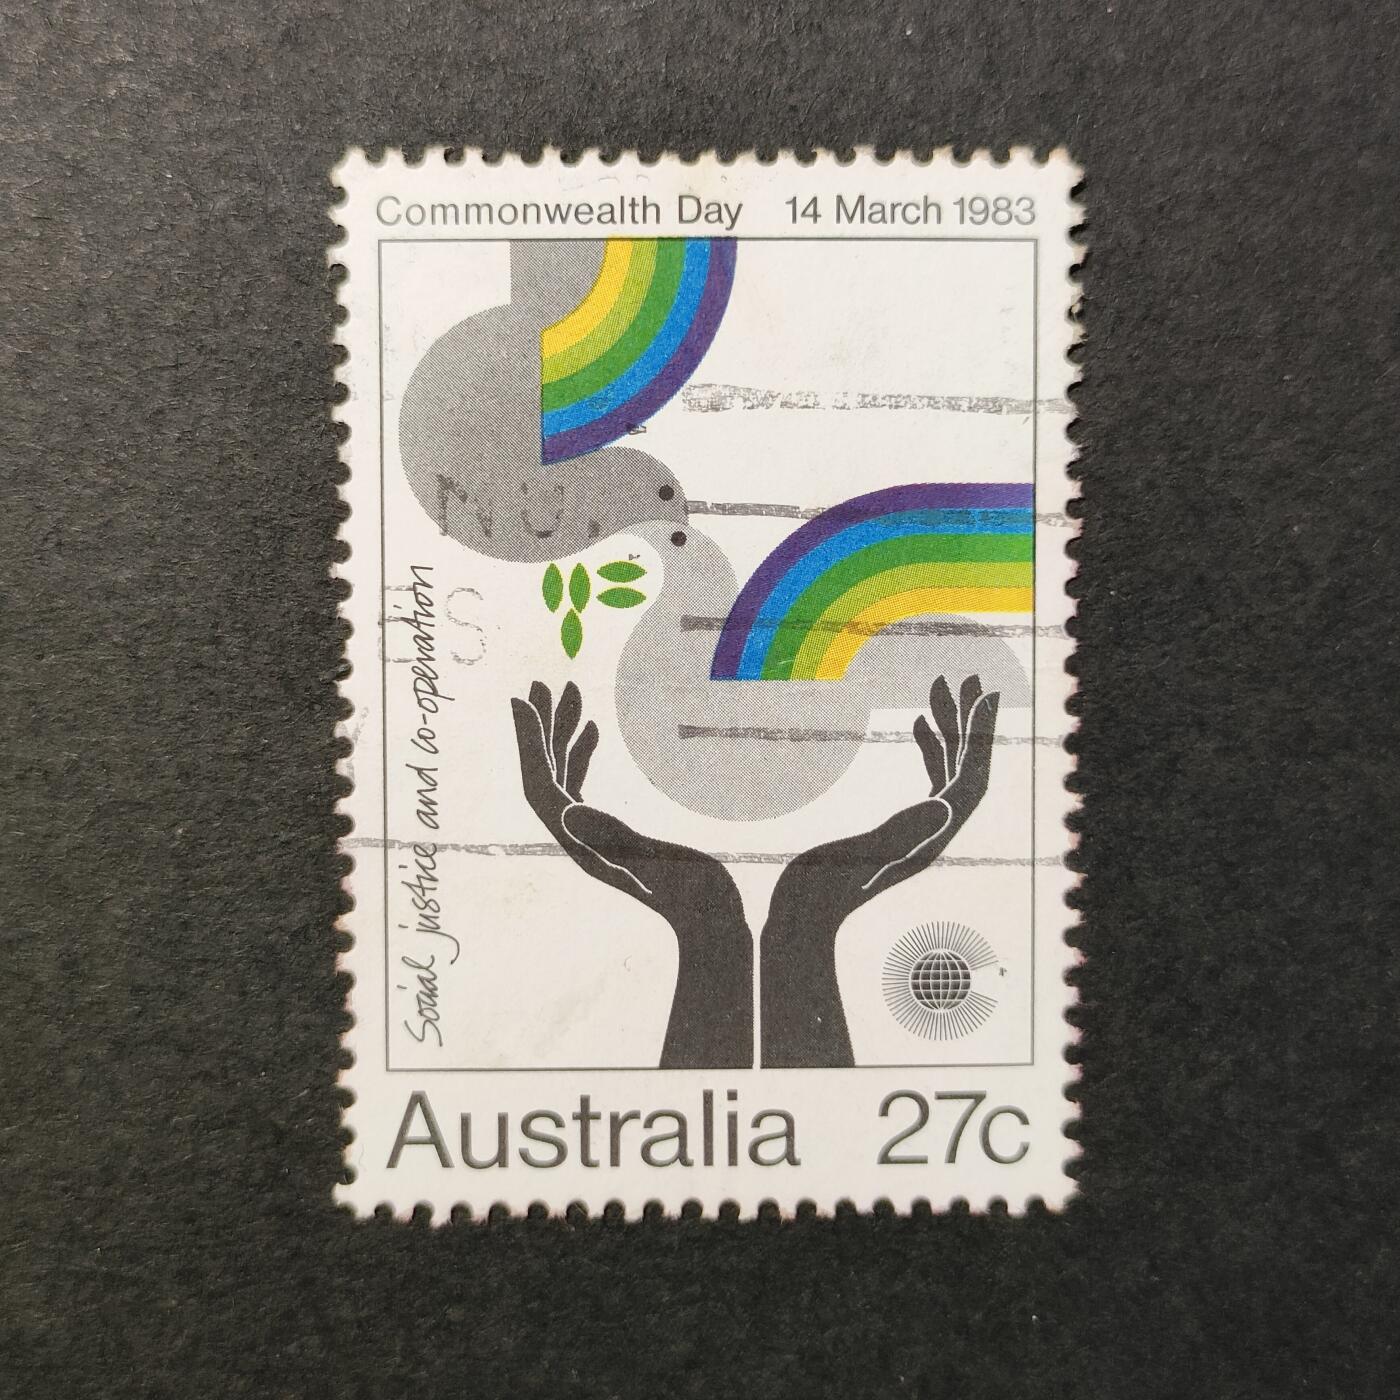 Commonwealth Day 14 March 1983
Social justice and co-operation
Australia 27c